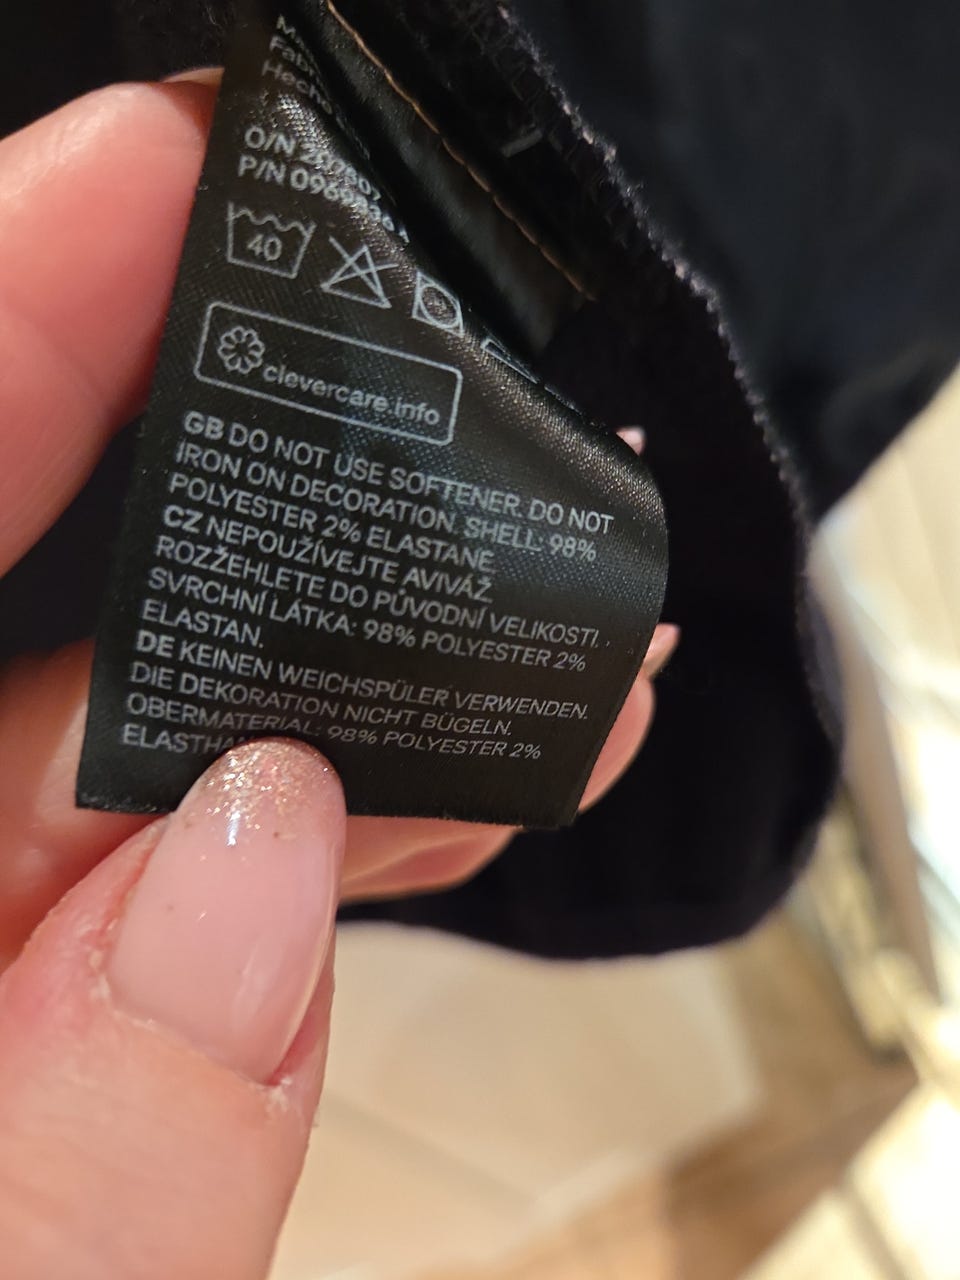 O/N
P/N
40
clevercare.info
GB DO NOT USE SOFTENER. DO NOT
IRON ON DECORATION. SHELL: 98%
POLYESTER 2% ELASTANE
CZ NEPOUŽÍVEJTE AVIVÁŽ.
ROZŽEHLETE DO PŮVODNÍ VELIKOSTI.
SVRCHNÍ LÁTKA: 98% POLYESTER 2%
ELASTAN.
DE KEINEN WEICHSPÜLER VERWENDEN.
DIE DEKORATION NICHT BÜGELN.
OBERMATERIAL: 98% POLYESTER 2%